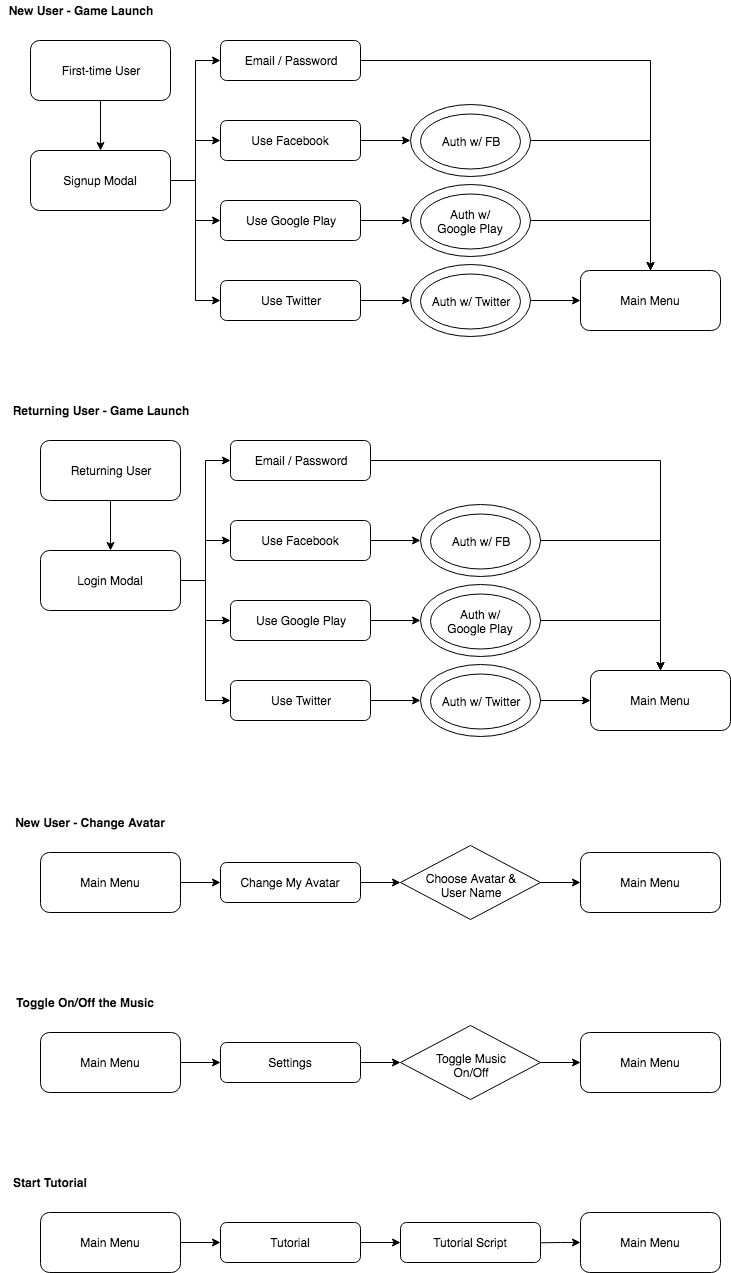 New User - Game Launch
First-time User
Email / Password
Use Facebook
Auth w/ FB
Signup Modal
Use Google Play
Auth w/
Google Play
Use Twitter
Auth w/ Twitter
Main Menu
Returning User - Game Launch
Returning User
Email / Password
Use Facebook
Auth w/ FB
Login Modal
Use Google Play
Auth w/
Google Play
Use Twitter
Auth w/ Twitter
Main Menu
New User - Change Avatar
Main Menu
Change My Avatar
Choose Avatar &
User Name
Main Menu
Toggle On/Off the Music
Main Menu
Settings
Toggle Music
On/Off
Main Menu
Start Tutorial
Main Menu
Tutorial
Tutorial Script
Main Menu